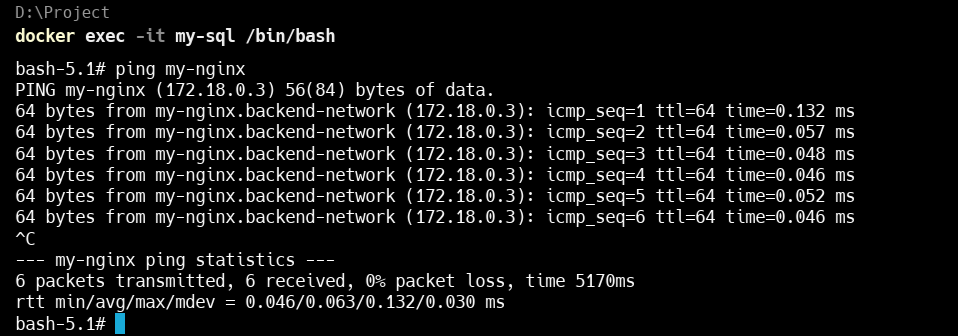 D:\Project
docker exec -it my-sql /bin/bash
bash-5.1# ping my-nginx
PING my-nginx (172.18.0.3) 56(84) bytes of data.
64 bytes from my-nginx.backend-network (172.18.0.3): icmp_seq=1 ttl=64 time=0.132 ms
64 bytes from my-nginx.backend-network (172.18.0.3): icmp_seq=2 ttl=64 time=0.057 ms
64 bytes from my-nginx.backend-network (172.18.0.3): icmp_seq=3 ttl=64 time=0.048 ms
64 bytes from my-nginx.backend-network (172.18.0.3): icmp_seq=4 ttl=64 time=0.046 ms
64 bytes from my-nginx.backend-network (172.18.0.3): icmp_seq=5 ttl=64 time=0.052 ms
64 bytes from my-nginx.backend-network (172.18.0.3): icmp_seq=6 ttl=64 time=0.046 ms
^C
--- my-nginx ping statistics ---
6 packets transmitted, 6 received, 0% packet loss, time 5170ms
rtt min/avg/max/mdev = 0.046/0.063/0.132/0.030 ms
bash-5.1#